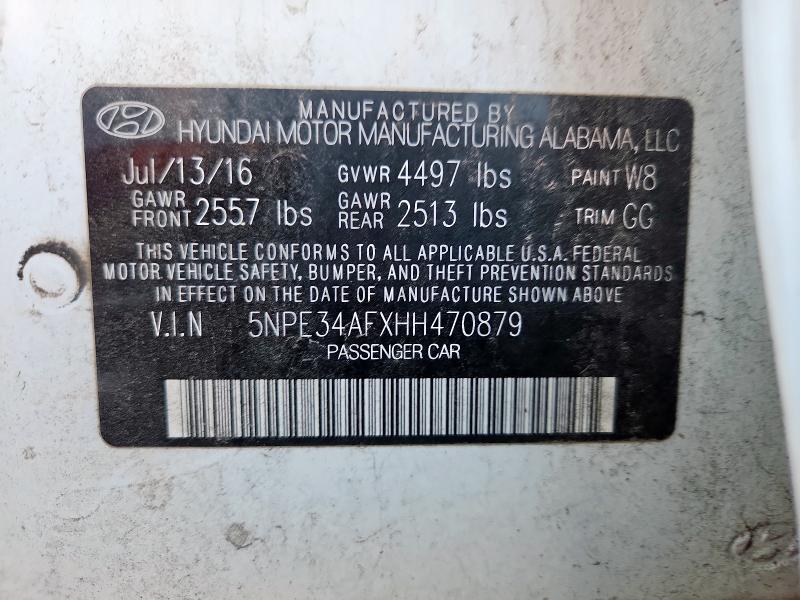 MANUFACTURED BY
HYUNDAI MOTOR MANUFACTURING ALABAMA, LLC
Jul/13/16 GVWR 4497 lbs PAINT W8
GAWR FRONT 2557 lbs GAWR REAR 2513 lbs TRIM GG
THIS VEHICLE CONFORMS TO ALL APPLICABLE U.S.A. FEDERAL
MOTOR VEHICLE SAFETY, BUMPER, AND THEFT PREVENTION STANDARDS
IN EFFECT ON THE DATE OF MANUFACTURE SHOWN ABOVE
V.I.N 5NPE34AFXHH470879
PASSENGER CAR